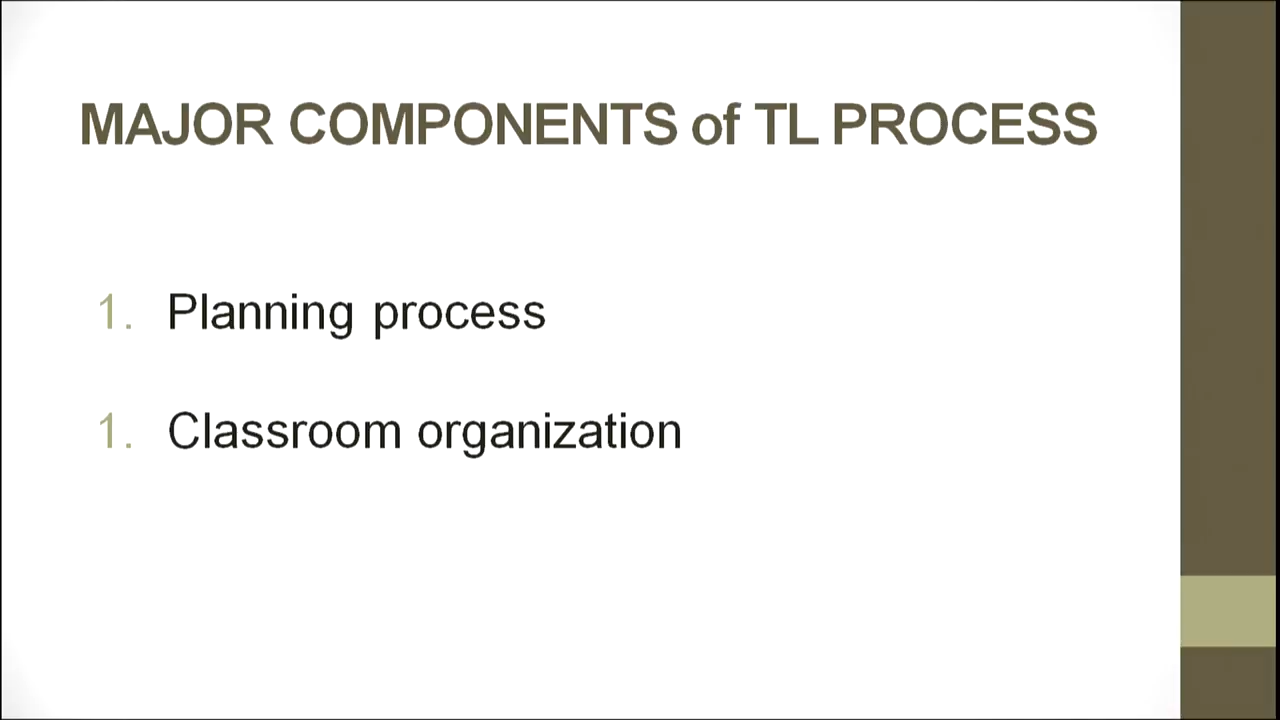 MAJOR COMPONENTS of TL PROCESS
1. Planning process
1. Classroom organization